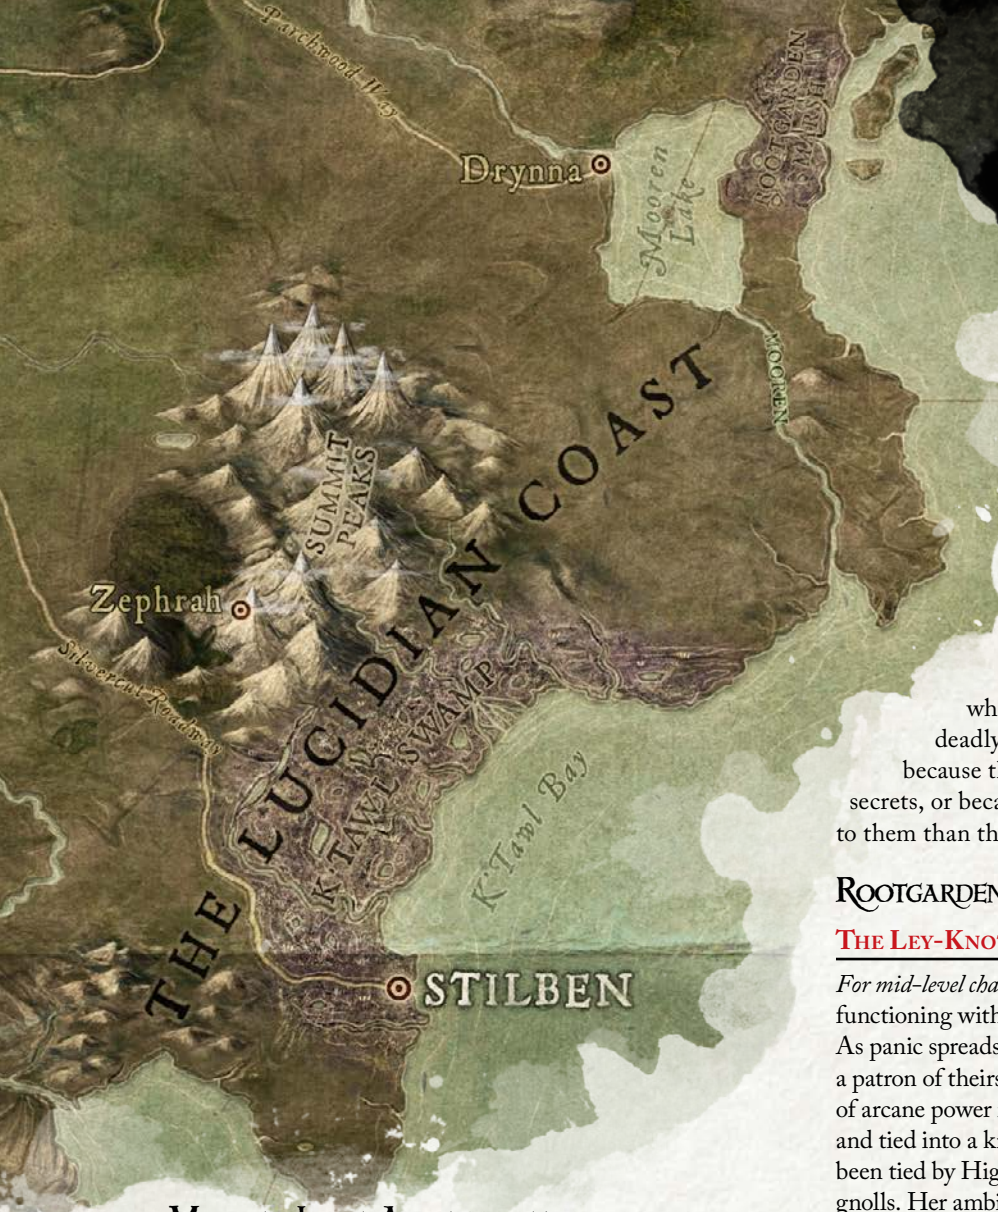 Parchwood Way
ROOTGARDEN
MARSH
Drynna
Mooren
Lake
MOOREN
SUMMIT
PEAKS
Zephrah
Silvercut Roadway
THE LUCIDIAN COAST
K'TAWL SWAMP
K'Tawl Bay
STILBEN
wh
deadly
because th
secrets, or beca
to them than th
ROOTGARDEN
THE LEY-KNO
For mid-level cha
functioning with
As panic spreads
a patron of theirs
of arcane power
and tied into a k
been tied by Hig
gnolls. Her ambi